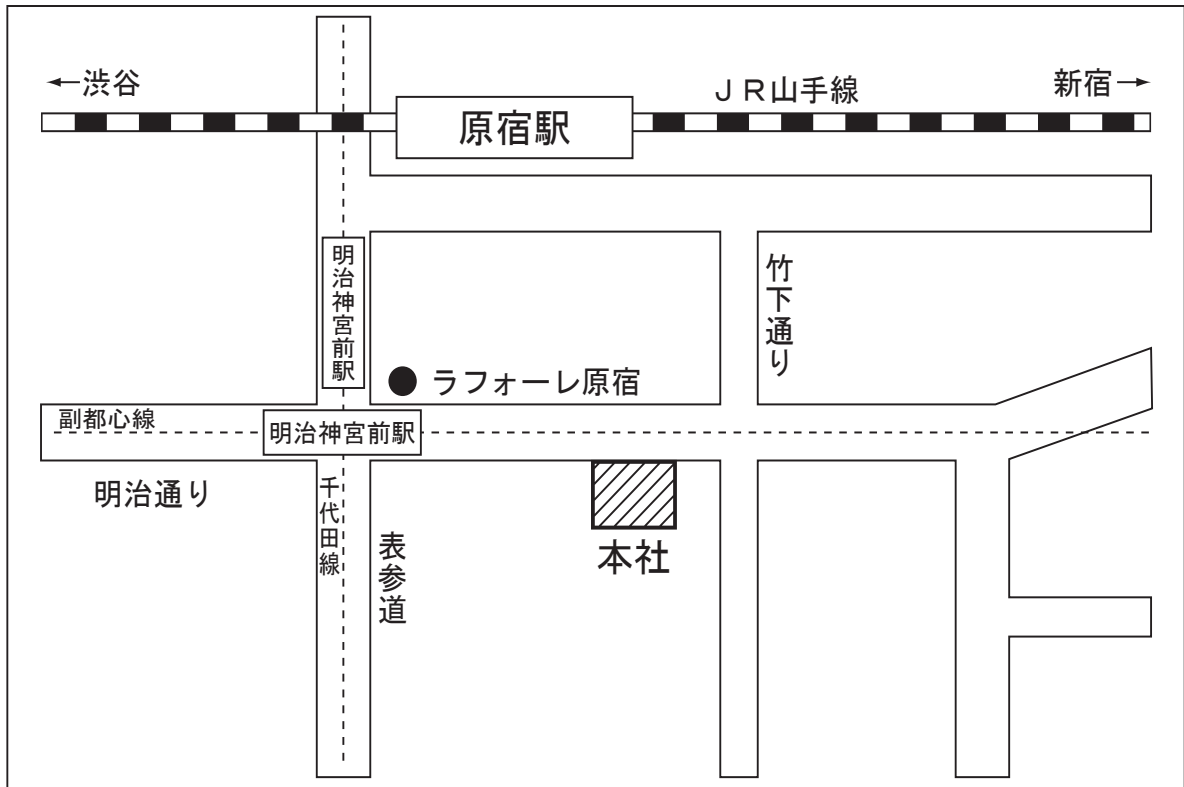 ←渋谷
JR山手線
新宿→
原宿駅
明治神宮前駅
竹下通り
ラフォーレ原宿
副都心線
明治神宮前駅
明治通り
千代田線
表参道
本社